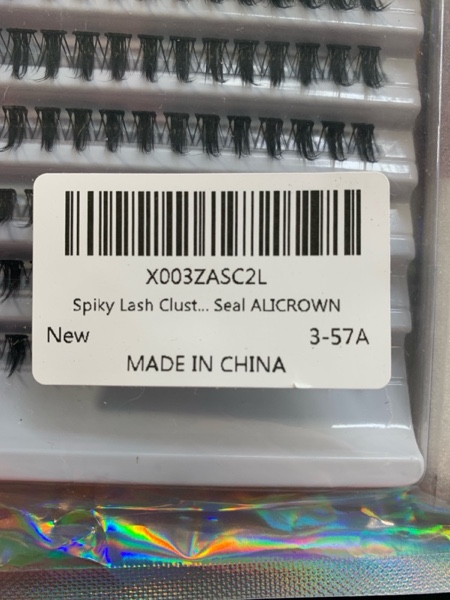 X003ZASC2L
Spiky Lash Clust... Seal ALICROWN
New 3-57A
MADE IN CHINA